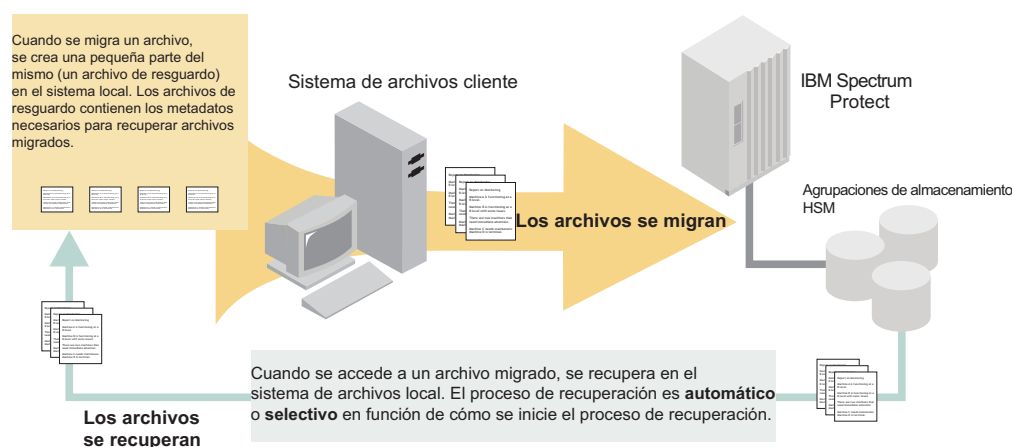 Cuando se migra un archivo,
se crea una pequeña parte del
mismo (un archivo de resguardo)
en el sistema local. Los archivos de
resguardo contienen los metadatos
necesarios para recuperar archivos
migrados.
Sistema de archivos cliente
IBM Spectrum
Protect
Agrupaciones de almacenamiento
HSM
Los archivos se migran
Cuando se accede a un archivo migrado, se recupera en el
sistema de archivos local. El proceso de recuperación es automático
o selectivo en función de cómo se inicie el proceso de recuperación.
Los archivos
se recuperan